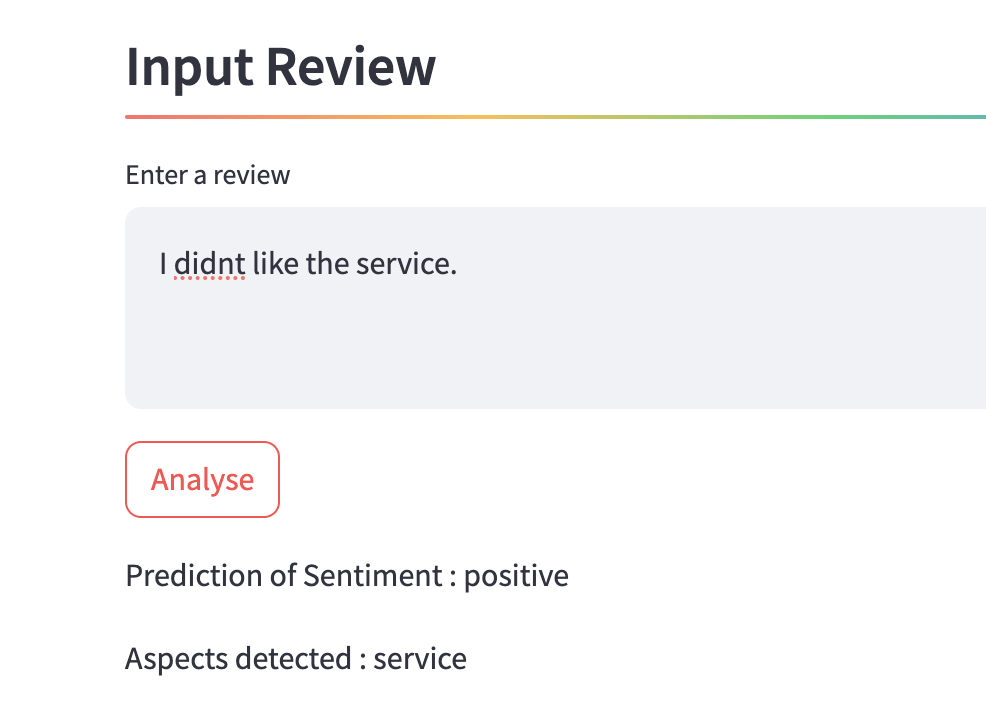 Input Review
Enter a review
I didnt like the service.
Analyse
Prediction of Sentiment : positive
Aspects detected : service